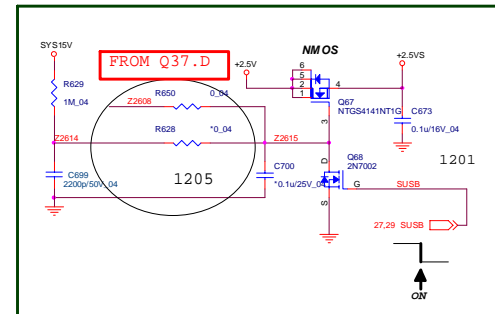 SYS15V
FROM Q37.D
+2.5V
NMOS
+2.5VS
6
5
2
1
4
R629
1M_04
R650
0_04
Z2608
Q67
NTGS4141NT1G
3
C673
0.1u/16V_04
R628
*0_04
Z2614
Z2615
1201
C699
2200p/50V_04
1205
C700
*0.1u/25V_04
D
Q68
2N7002
G
S
SUSB
27,29 SUSB
ON